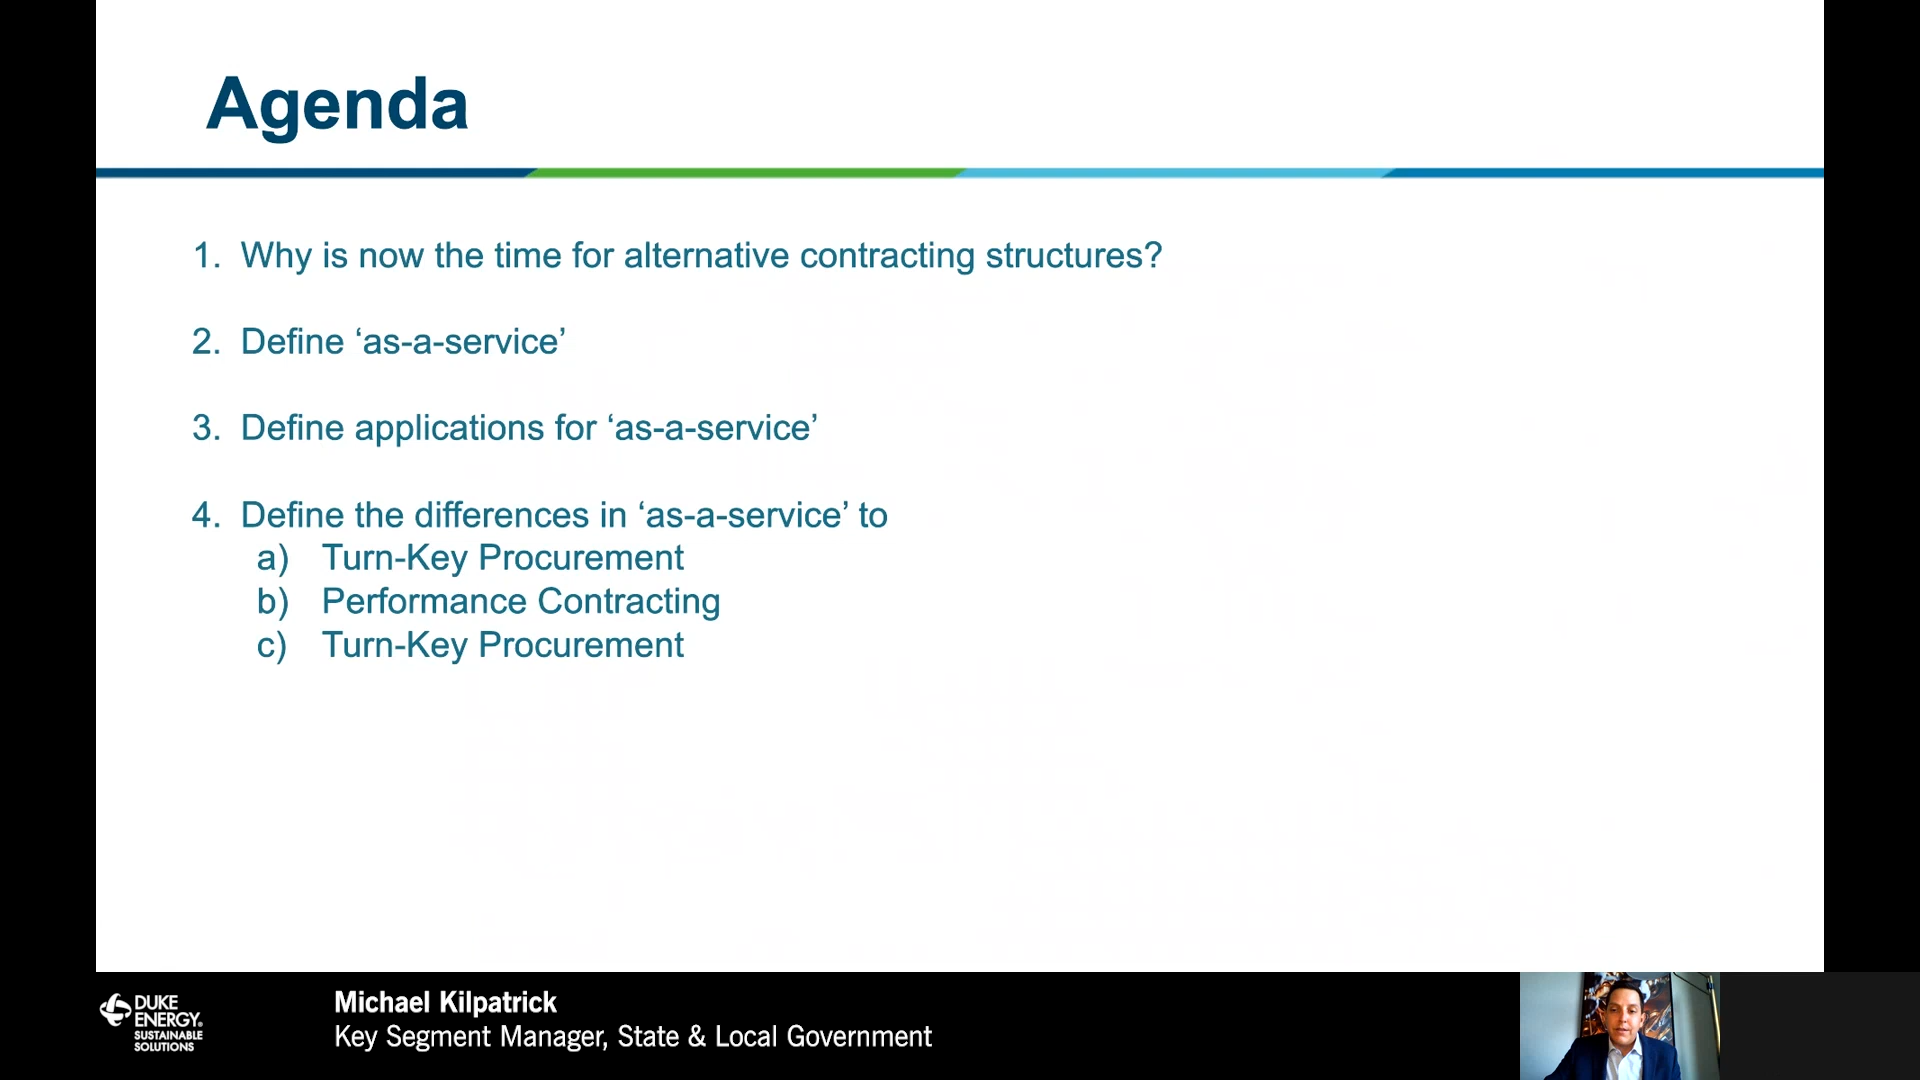 Agenda
1. Why is now the time for alternative contracting structures?
2. Define ‘as-a-service’
3. Define applications for ‘as-a-service’
4. Define the differences in ‘as-a-service’ to
a) Turn-Key Procurement
b) Performance Contracting
c) Turn-Key Procurement
DUKE
ENERGY.
SUSTAINABLE
SOLUTIONS
Michael Kilpatrick
Key Segment Manager, State & Local Government